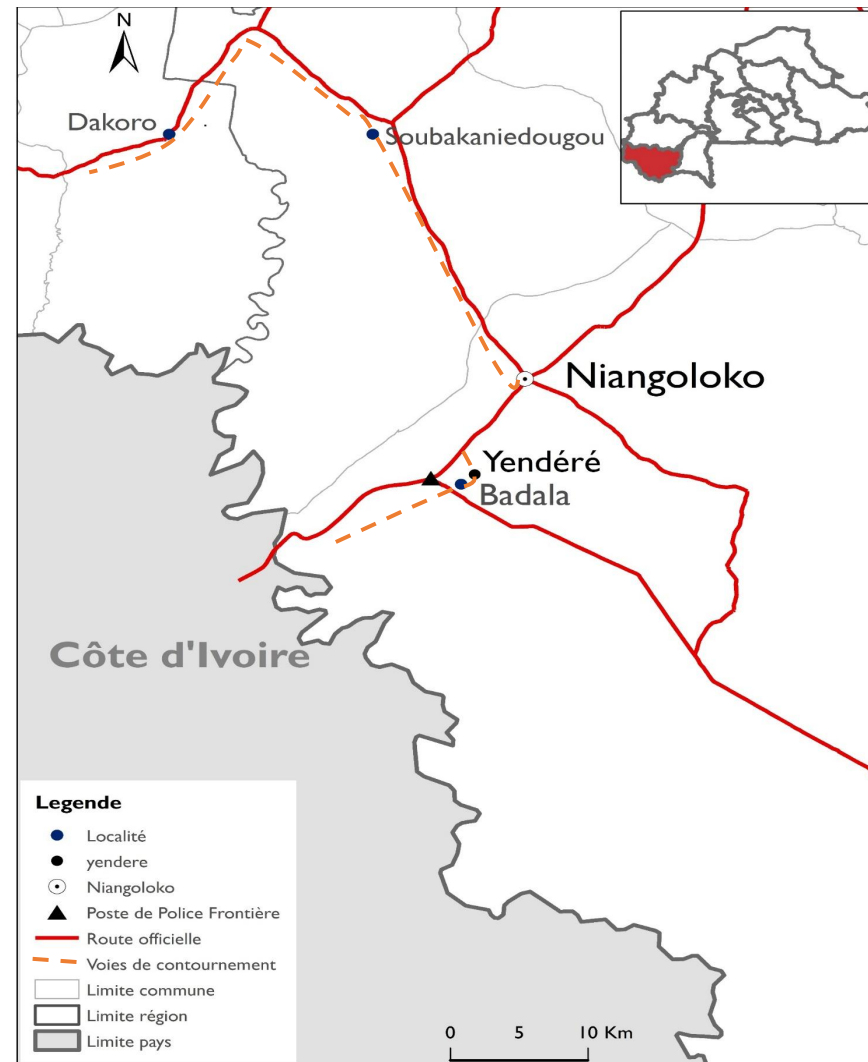 N
Dakoro
Soubakaniedougou
Niangoloko
Yendéré
Badala
Côte d'Ivoire
Legende
Localité
yendere
Niangoloko
Poste de Police Frontière
Route officielle
Voies de contournement
Limite commune
Limite région
Limite pays
0 5 10 Km